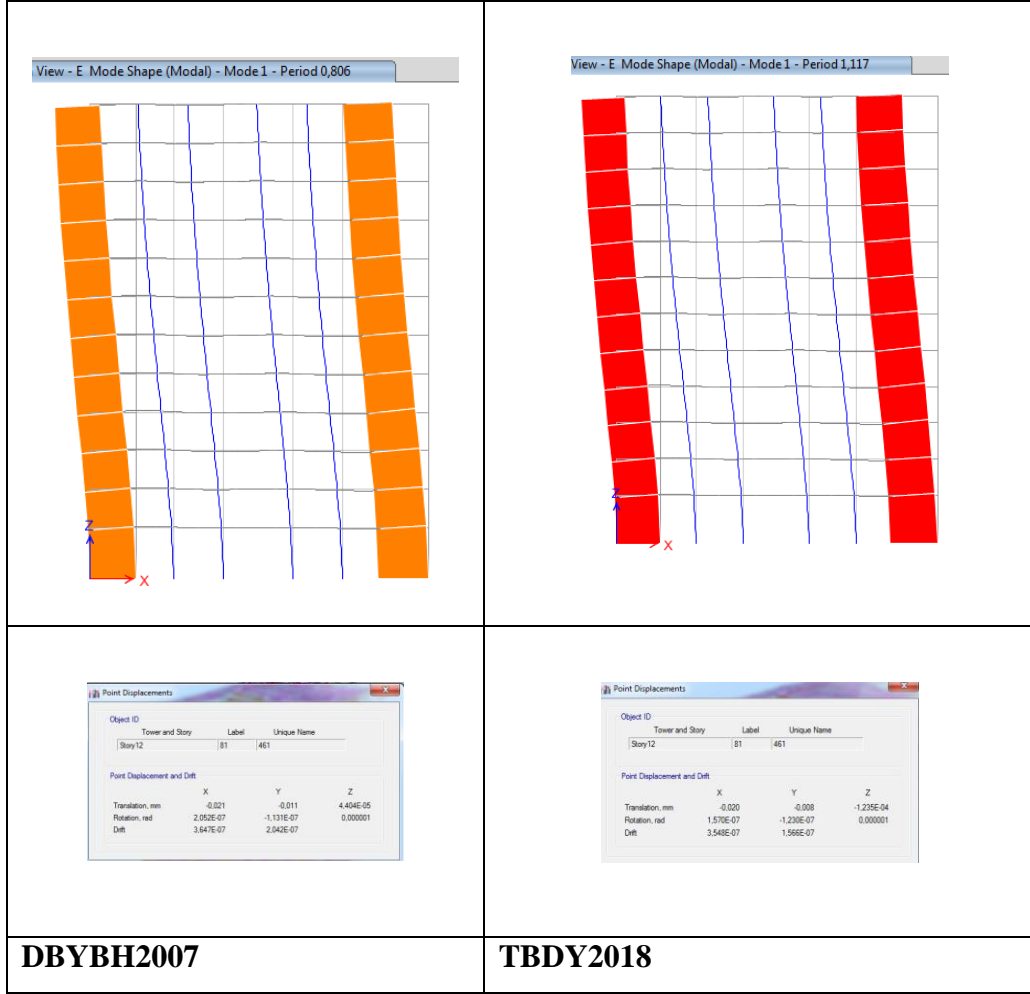 View - E Mode Shape (Modal) - Mode 1 - Period 0,806
View - E Mode Shape (Modal) - Mode 1 - Period 1,117
Z
X
Z
X
Point Displacements
Object ID
Tower and Story Label Unique Name
Story12 81 461
Point Displacement and Drift
X Y Z
Translation, mm -0,021 -0,011 4,404E-05
Rotation, rad 2,052E-07 -1,131E-07 0,000001
Drift 3,647E-07 2,042E-07
Point Displacements
Object ID
Tower and Story Label Unique Name
Story12 81 461
Point Displacement and Drift
X Y Z
Translation, mm -0,020 -0,008 -1,235E-04
Rotation, rad 1,570E-07 -1,230E-07 0,000001
Drift 3,548E-07 1,566E-07
DBYBH2007
TBDY2018